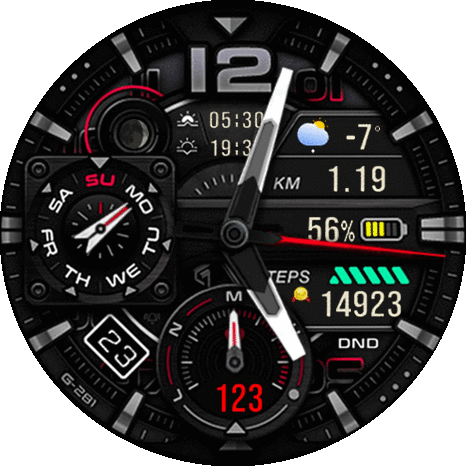 12
05:30
19:3
-7°
KM
1.19
56%
SU
MO
TU
WE
TH
FR
SA
TEPS
14923
DND
23
G-281
N
M
L
123